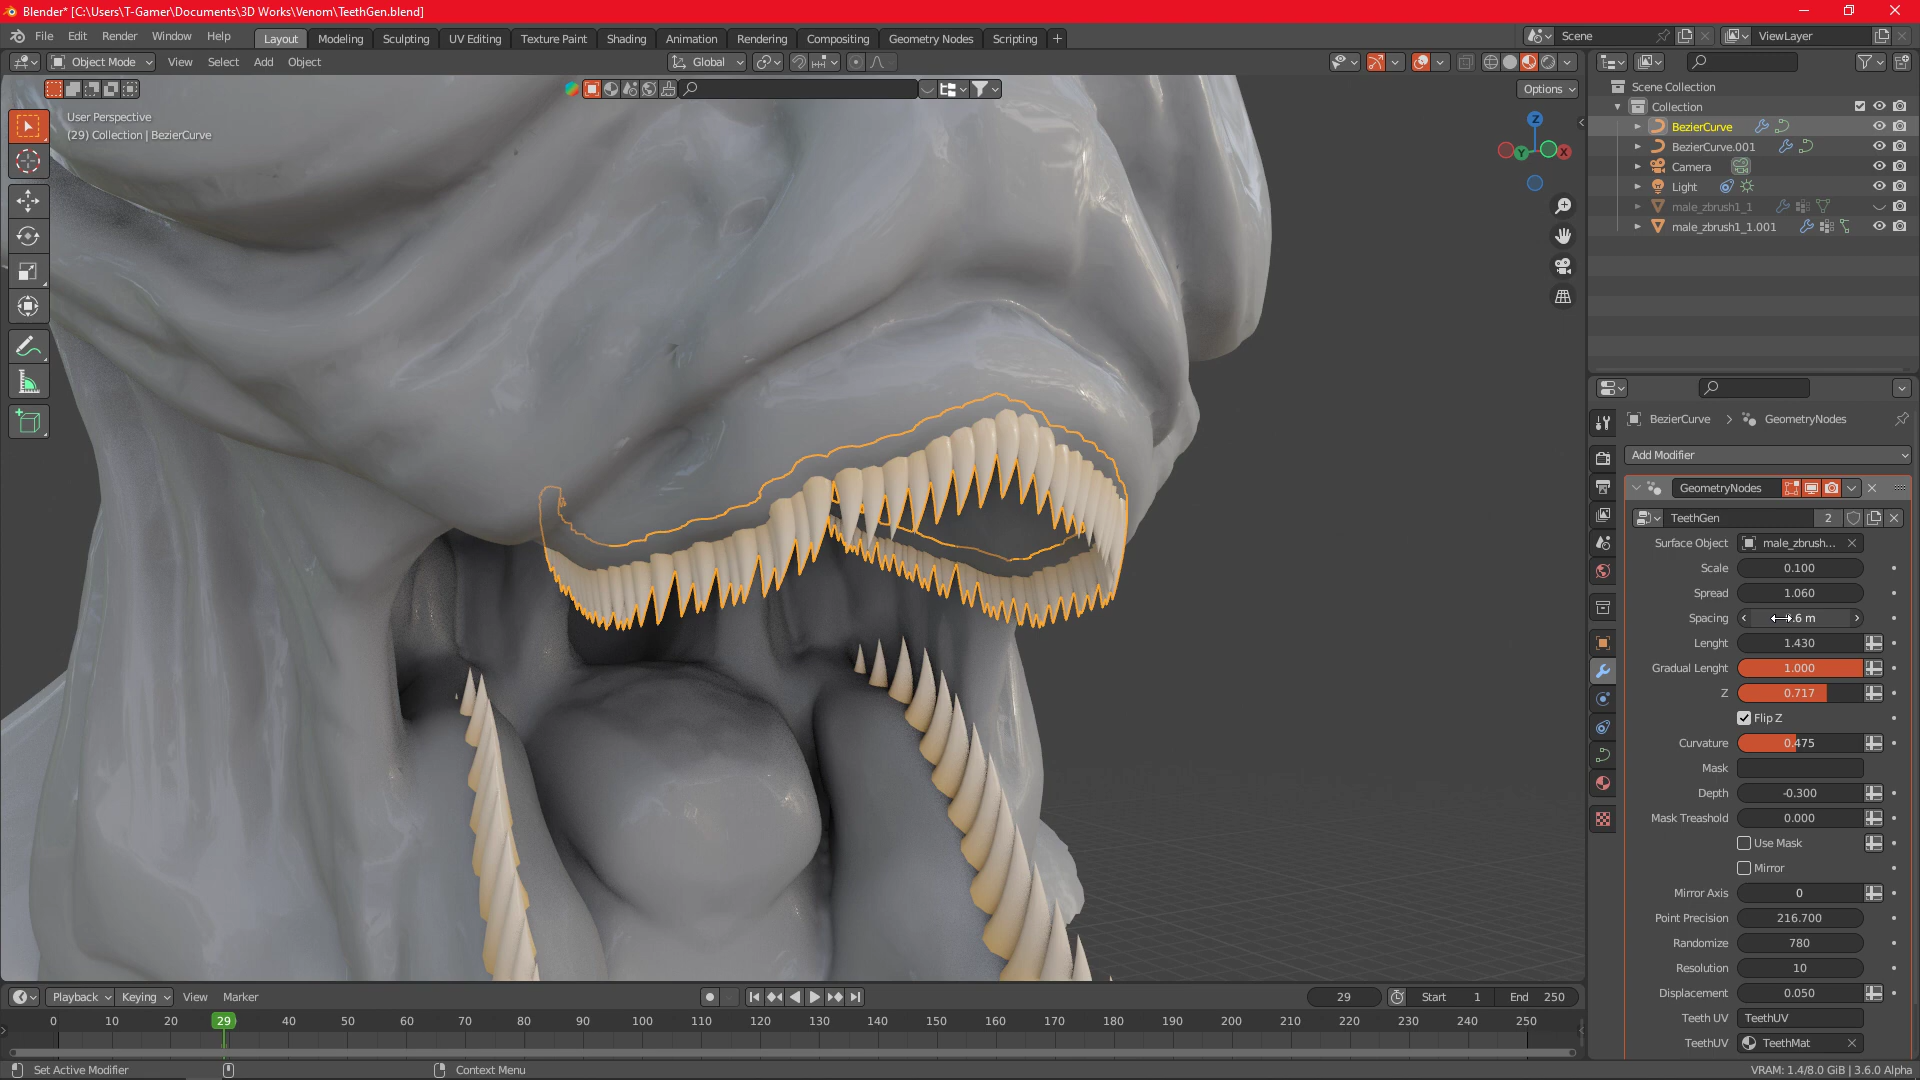 Blender* [C:\Users\T-Gamer\Documents\3D Works\Venom\TeethGen.blend]
File Edit Render Window Help Layout Modeling Sculpting UV Editing Texture Paint Shading Animation Rendering Compositing Geometry Nodes Scripting + Scene ViewLayer
Object Mode View Select Add Object Global
Options
User Perspective
(29) Collection | BezierCurve
Z
Y
X
Scene Collection
Collection
BezierCurve
BezierCurve.001
Camera
Light
male_zbrush1_1
male_zbrush1_1.001
BezierCurve > GeometryNodes
Add Modifier
GeometryNodes
TeethGen 2
Surface Object male_zbrush...
Scale 0.100
Spread 1.060
Spacing .6 m
Lenght 1.430
Gradual Lenght 1.000
Z 0.717
Flip Z
Curvature 0.475
Mask
Depth -0.300
Mask Treashold 0.000
Use Mask
Mirror
Mirror Axis 0
Point Precision 216.700
Randomize 780
Resolution 10
Displacement 0.050
Teeth UV TeethUV
TeethUV TeethMat
Playback Keying View Marker 29 Start 1 End 250
0 10 20 29 40 50 60 70 80 90 100 110 120 130 140 150 160 170 180 190 200 210 220 230 240 250
Set Active Modifier Context Menu VRAM: 1.4/8.0 GiB | 3.6.0 Alpha